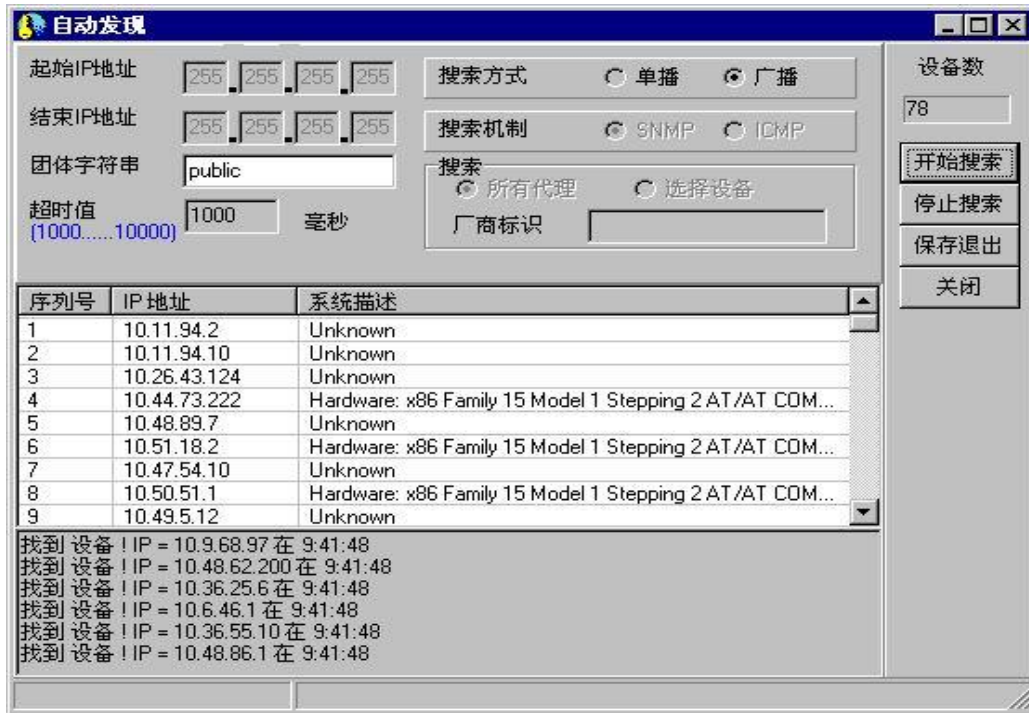 自动发现
起始IP地址 255 . 255 . 255 . 255
结束IP地址 255 . 255 . 255 . 255
团体字符串 public
超时值 1000 毫秒
(1000......10000)
搜索方式 单播 广播
搜索机制 SNMP ICMP
搜索
所有代理 选择设备
厂商标识
设备数
78
开始搜索
停止搜索
保存退出
关闭
序列号 IP 地址 系统描述
1 10.11.94.2 Unknown
2 10.11.94.10 Unknown
3 10.26.43.124 Unknown
4 10.44.73.222 Hardware: x86 Family 15 Model 1 Stepping 2 AT/AT COM...
5 10.48.89.7 Unknown
6 10.51.18.2 Hardware: x86 Family 15 Model 1 Stepping 2 AT/AT COM...
7 10.47.54.10 Unknown
8 10.50.51.1 Hardware: x86 Family 15 Model 1 Stepping 2 AT/AT COM...
9 10.49.5.12 Unknown
找到 设备 ! IP = 10.9.68.97 在 9:41:48
找到 设备 ! IP = 10.48.62.200 在 9:41:48
找到 设备 ! IP = 10.36.25.6 在 9:41:48
找到 设备 ! IP = 10.6.46.1 在 9:41:48
找到 设备 ! IP = 10.36.55.10 在 9:41:48
找到 设备 ! IP = 10.48.86.1 在 9:41:48